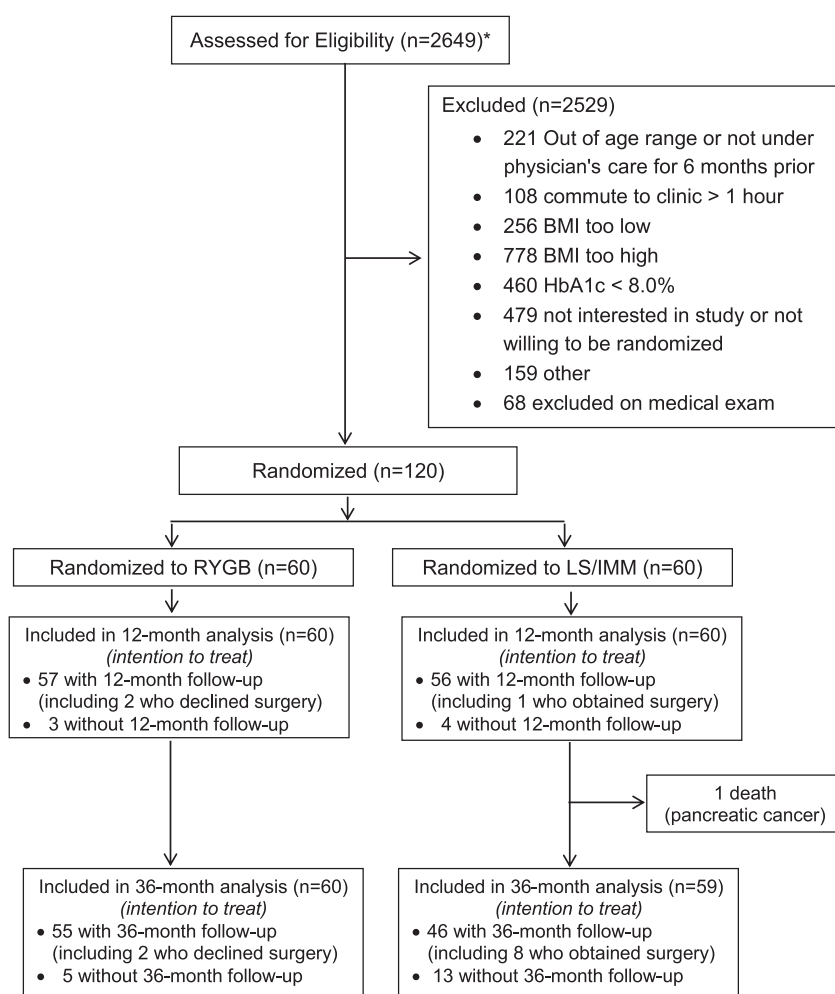 Assessed for Eligibility (n=2649)*
Excluded (n=2529)
• 221 Out of age range or not under
physician's care for 6 months prior
• 108 commute to clinic > 1 hour
• 256 BMI too low
• 778 BMI too high
• 460 HbA1c < 8.0%
• 479 not interested in study or not
willing to be randomized
• 159 other
• 68 excluded on medical exam
Randomized (n=120)
Randomized to RYGB (n=60)
Randomized to LS/IMM (n=60)
Included in 12-month analysis (n=60)
(intention to treat)
• 57 with 12-month follow-up
(including 2 who declined surgery)
• 3 without 12-month follow-up
Included in 12-month analysis (n=60)
(intention to treat)
• 56 with 12-month follow-up
(including 1 who obtained surgery)
• 4 without 12-month follow-up
1 death
(pancreatic cancer)
Included in 36-month analysis (n=60)
(intention to treat)
• 55 with 36-month follow-up
(including 2 who declined surgery)
• 5 without 36-month follow-up
Included in 36-month analysis (n=59)
(intention to treat)
• 46 with 36-month follow-up
(including 8 who obtained surgery)
• 13 without 36-month follow-up